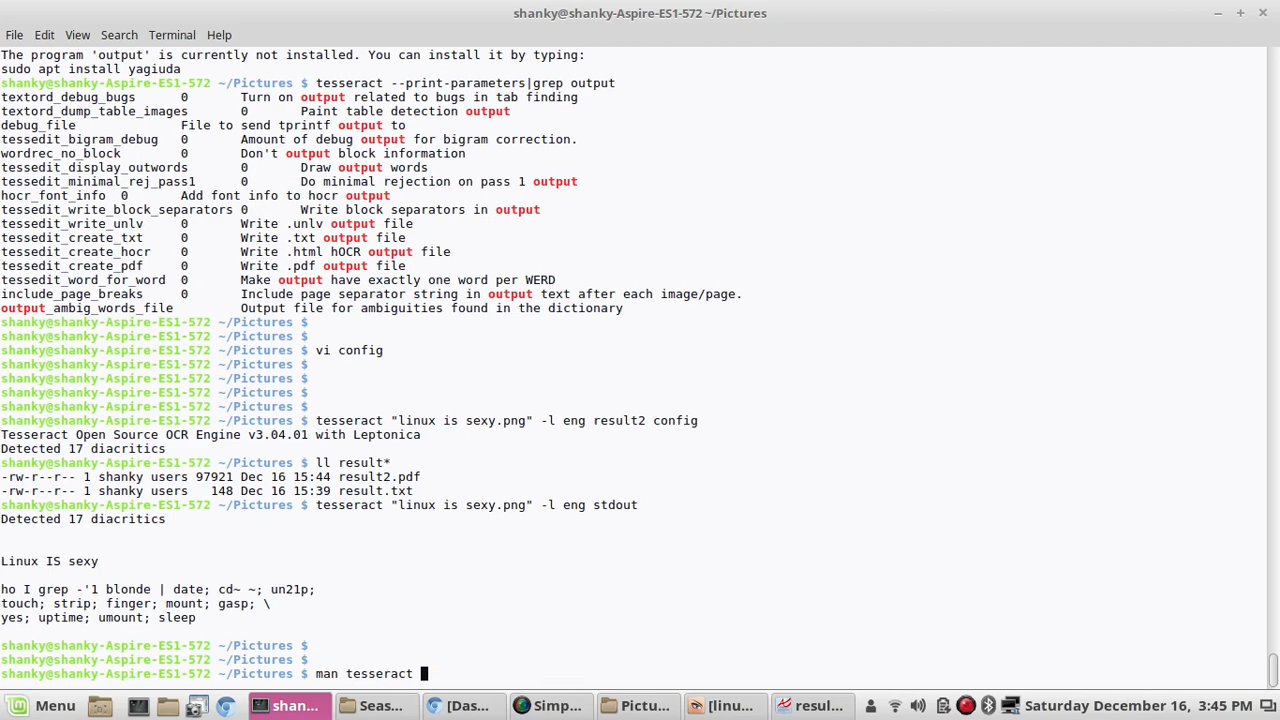 shanky@shanky-Aspire-ES1-572 ~/Pictures
File Edit View Search Terminal Help
The program 'output' is currently not installed. You can install it by typing:
sudo apt install yagiuda
shanky@shanky-Aspire-ES1-572 ~/Pictures $ tesseract --print-parameters|grep output
textord_debug_bugs 0 Turn on output related to bugs in tab finding
textord_dump_table_images 0 Paint table detection output
debug_file File to send tprintf output to
tessedit_bigram_debug 0 Amount of debug output for bigram correction.
wordrec_no_block 0 Don't output block information
tessedit_display_outwords 0 Draw output words
tessedit_minimal_rej_pass1 0 Do minimal rejection on pass 1 output
hocr_font_info 0 Add font info to hocr output
tessedit_write_block_separators 0 Write block separators in output
tessedit_write_unlv 0 Write .unlv output file
tessedit_create_txt 0 Write .txt output file
tessedit_create_hocr 0 Write .html hOCR output file
tessedit_create_pdf 0 Write .pdf output file
tessedit_word_for_word 0 Make output have exactly one word per WERD
include_page_breaks 0 Include page separator string in output text after each image/page.
output_ambig_words_file Output file for ambiguities found in the dictionary
shanky@shanky-Aspire-ES1-572 ~/Pictures $
shanky@shanky-Aspire-ES1-572 ~/Pictures $
shanky@shanky-Aspire-ES1-572 ~/Pictures $ vi config
shanky@shanky-Aspire-ES1-572 ~/Pictures $
shanky@shanky-Aspire-ES1-572 ~/Pictures $
shanky@shanky-Aspire-ES1-572 ~/Pictures $
shanky@shanky-Aspire-ES1-572 ~/Pictures $
shanky@shanky-Aspire-ES1-572 ~/Pictures $ tesseract "linux is sexy.png" -l eng result2 config
Tesseract Open Source OCR Engine v3.04.01 with Leptonica
Detected 17 diacritics
shanky@shanky-Aspire-ES1-572 ~/Pictures $ ll result*
-rw-r--r-- 1 shanky users 97921 Dec 16 15:44 result2.pdf
-rw-r--r-- 1 shanky users 148 Dec 16 15:39 result.txt
shanky@shanky-Aspire-ES1-572 ~/Pictures $ tesseract "linux is sexy.png" -l eng stdout
Detected 17 diacritics
Linux IS sexy
ho I grep -'1 blonde | date; cd~ ~; un21p;
touch; strip; finger; mount; gasp; \
yes; uptime; umount; sleep
shanky@shanky-Aspire-ES1-572 ~/Pictures $
shanky@shanky-Aspire-ES1-572 ~/Pictures $
shanky@shanky-Aspire-ES1-572 ~/Pictures $ man tesseract
Menu shan... Seas... [Das... Simp... Pictu... [linu... resul... Saturday December 16, 3:45 PM